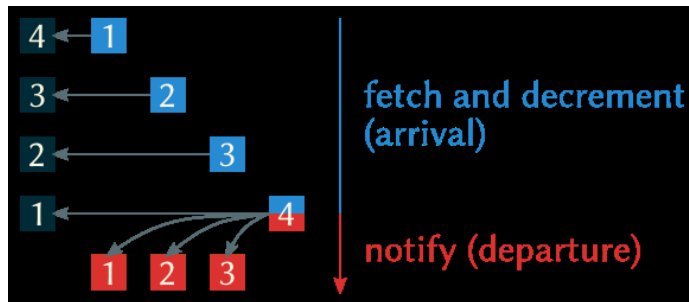 4 1
3 2
fetch and decrement
(arrival)
2 3
1 4
notify (departure)
1 2 3